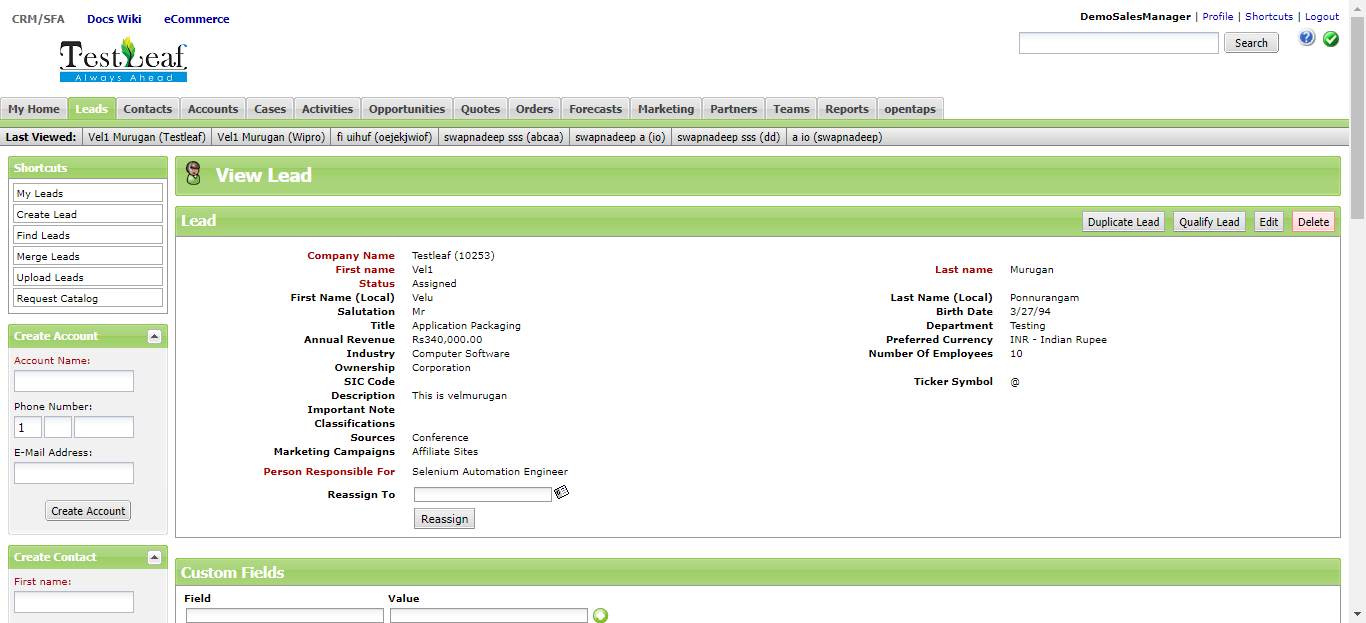 CRM/SFA Docs Wiki eCommerce
DemoSalesManager | Profile | Shortcuts | Logout
TestLeaf
Always Ahead
Search
My Home Leads Contacts Accounts Cases Activities Opportunities Quotes Orders Forecasts Marketing Partners Teams Reports opentaps
Last Viewed: Vel1 Murugan (Testleaf) Vel1 Murugan (Wipro) fi uihuf (oejekjwiof) swapnadeep sss (abcaa) swapnadeep a (io) swapnadeep sss (dd) a io (swapnadeep)
Shortcuts
My Leads
Create Lead
Find Leads
Merge Leads
Upload Leads
Request Catalog
Create Account
Account Name:
Phone Number:
1
E-Mail Address:
Create Account
Create Contact
First name:
View Lead
Lead Duplicate Lead Qualify Lead Edit Delete
Company Name Testleaf (10253)
First name Vel1 Last name Murugan
Status Assigned
First Name (Local) Velu Last Name (Local) Ponnurangam
Salutation Mr Birth Date 3/27/94
Title Application Packaging Department Testing
Annual Revenue Rs340,000.00 Preferred Currency INR - Indian Rupee
Industry Computer Software Number Of Employees 10
Ownership Corporation
SIC Code Ticker Symbol @
Description This is velmurugan
Important Note
Classifications
Sources Conference
Marketing Campaigns Affiliate Sites
Person Responsible For Selenium Automation Engineer
Reassign To
Reassign
Custom Fields
Field Value